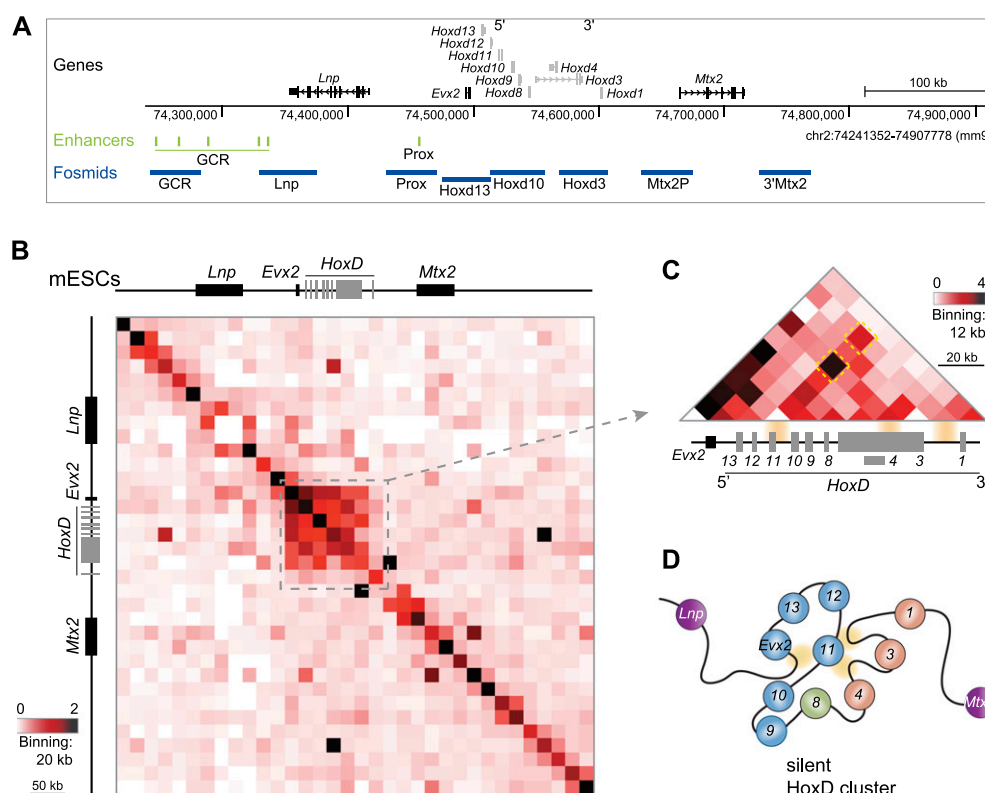 A
5' 3'
Genes
Hoxd13
Hoxd12
Hoxd11
Hoxd10 Hoxd4
Hoxd9 Hoxd3
Lnp Evx2 Hoxd8 Hoxd1 Mtx2
100 kb
74,300,000 74,400,000 74,500,000 74,600,000 74,700,000 74,800,000 74,900,000
chr2:74241352-74907778 (mm9
Enhancers
GCR Prox
Fosmids
GCR Lnp Prox Hoxd13 Hoxd10 Hoxd3 Mtx2P 3'Mtx2
B
mESCs
Lnp Evx2 HoxD Mtx2
Lnp
Evx2
HoxD
Mtx2
0 2
Binning:
20 kb
50 kb
C
0 4
Binning:
12 kb
20 kb
Evx2 13 12 11 10 9 8 4 3 1
5' HoxD 3'
D
Lnp 13 12 1
Evx2 11 3
10 8 4 Mtx
9
silent
HoxD cluster